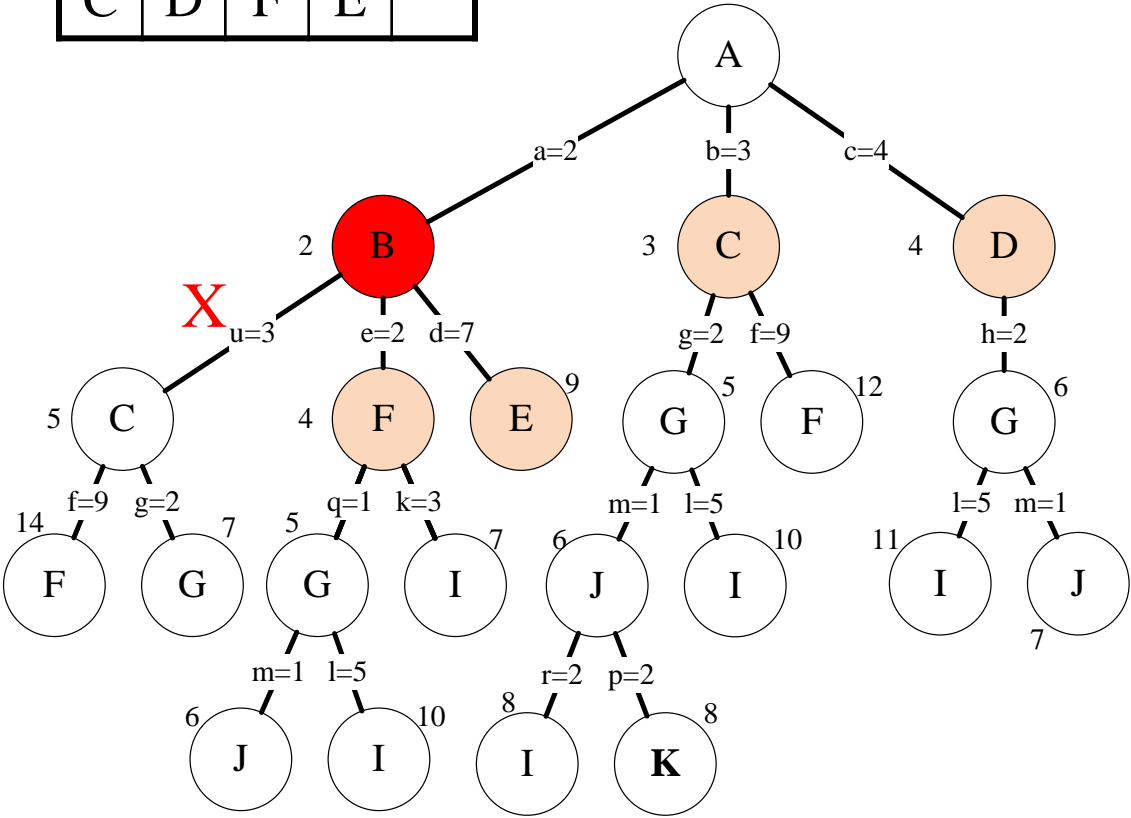 C D F E
A
a=2 b=3 c=4
2 B 3 C 4 D
X u=3 e=2 d=7 g=2 f=9 h=2
5 C 4 F E 9 G 5 F 12 G 6
f=9 g=2 q=1 k=3 m=1 l=5 l=5 m=1
14 F G 7 5 G I 7 6 J I 10 11 I J 7
m=1 l=5 r=2 p=2
6 J I 10 8 I K 8